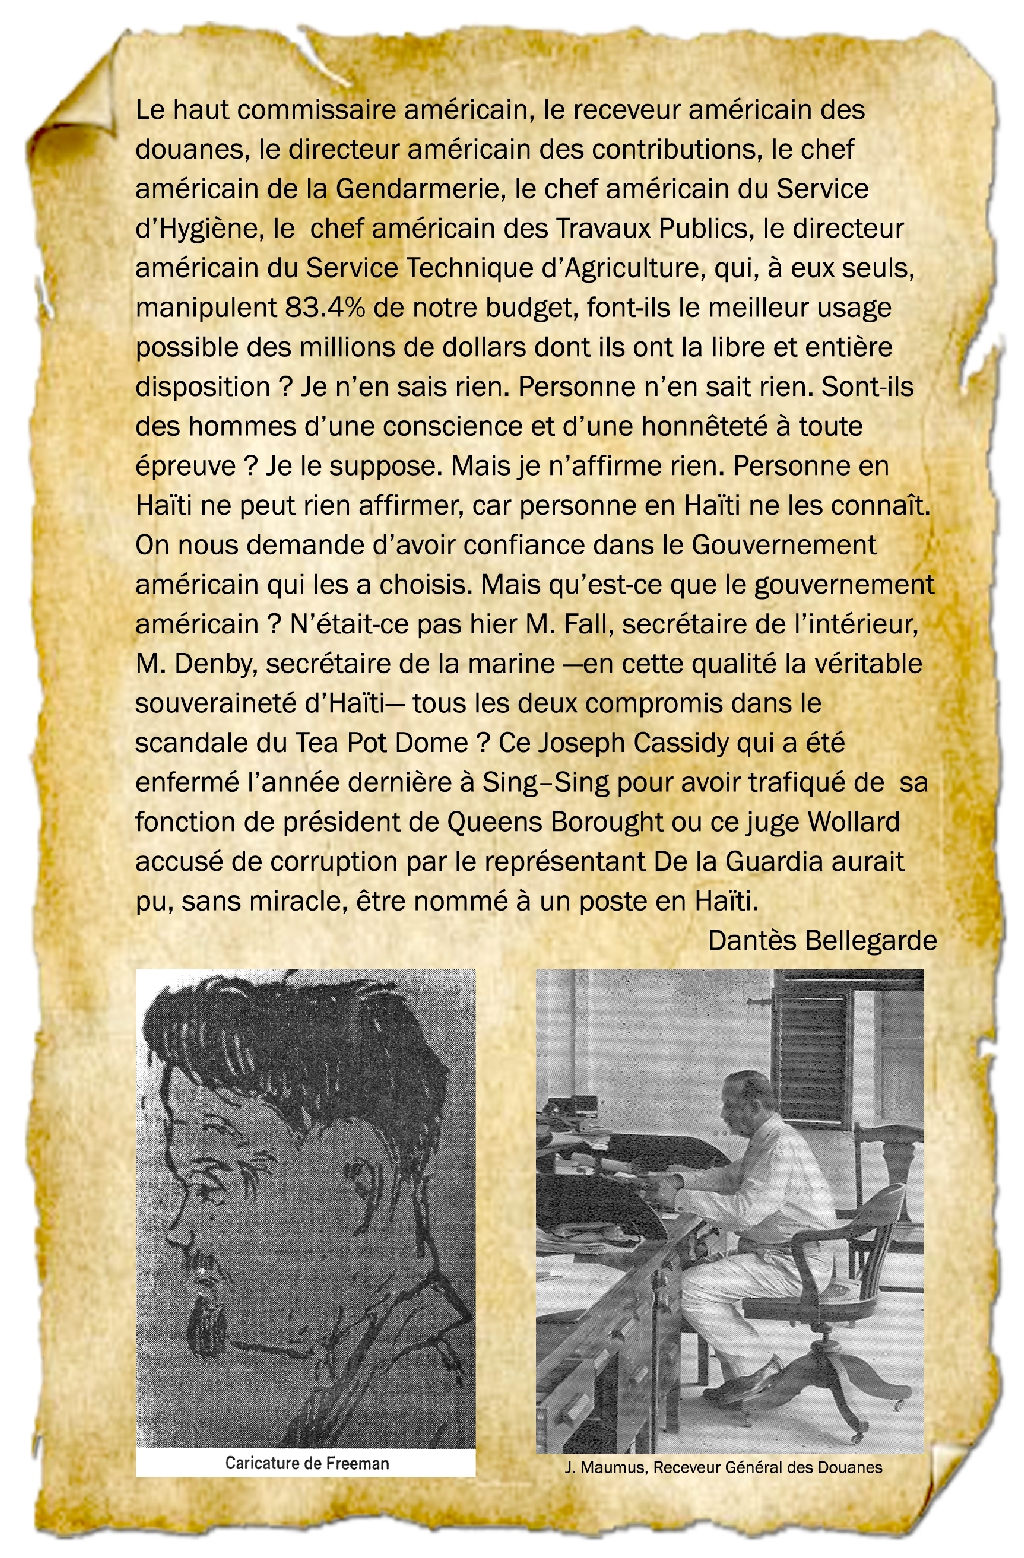 Le haut commissaire américain, le receveur américain des
douanes, le directeur américain des contributions, le chef
américain de la Gendarmerie, le chef américain du Service
d’Hygiène, le  chef américain des Travaux Publics, le directeur
américain du Service Technique d’Agriculture, qui, à eux seuls,
manipulent 83.4% de notre budget, font-ils le meilleur usage
possible des millions de dollars dont ils ont la libre et entière
disposition ? Je n’en sais rien. Personne n’en sait rien. Sont-ils
des hommes d’une conscience et d’une honnêteté à toute
épreuve ? Je le suppose. Mais je n’affirme rien. Personne en
Haïti ne peut rien affirmer, car personne en Haïti ne les connaît.
On nous demande d’avoir confiance dans le Gouvernement
américain qui les a choisis. Mais qu’est-ce que le gouvernement
américain ? N’était-ce pas hier M. Fall, secrétaire de l’intérieur,
M. Denby, secrétaire de la marine —en cette qualité la véritable
souveraineté d’Haïti— tous les deux compromis dans le
scandale du Tea Pot Dome ? Ce Joseph Cassidy qui a été
enfermé l’année dernière à Sing–Sing pour avoir trafiqué de  sa
fonction de président de Queens Borought ou ce juge Wollard
accusé de corruption par le représentant De la Guardia aurait
pu, sans miracle, être nommé à un poste en Haïti.
Dantès Bellegarde
Caricature de Freeman
J. Maumus, Receveur Général des Douanes